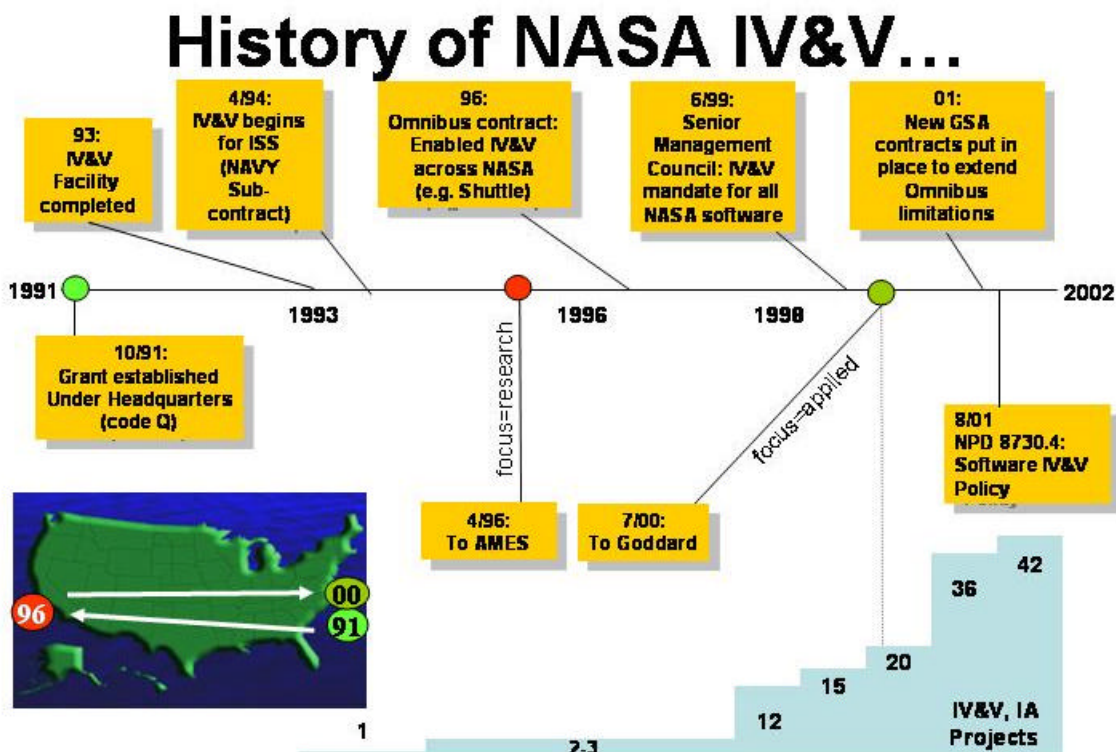 History of NASA IV&V...
93:
IV&V
Facility
completed
4/94:
IV&V begins
for ISS
(NAVY
Sub-
contract)
96:
Omnibus contract:
Enabled IV&V
across NASA
(e.g. Shuttle)
6/99:
Senior
Management
Council: IV&V
mandate for all
NASA software
01:
New GSA
contracts put in
place to extend
Omnibus
limitations
1991
1993
1996
1998
2002
10/91:
Grant established
Under Headquarters
(code Q)
focus=research
focus=applied
4/96:
To AMES
7/00:
To Goddard
8/01
NPD 8730.4:
Software IV&V
Policy
96
00
91
1
2-3
12
15
20
36
42
IV&V, IA
Projects